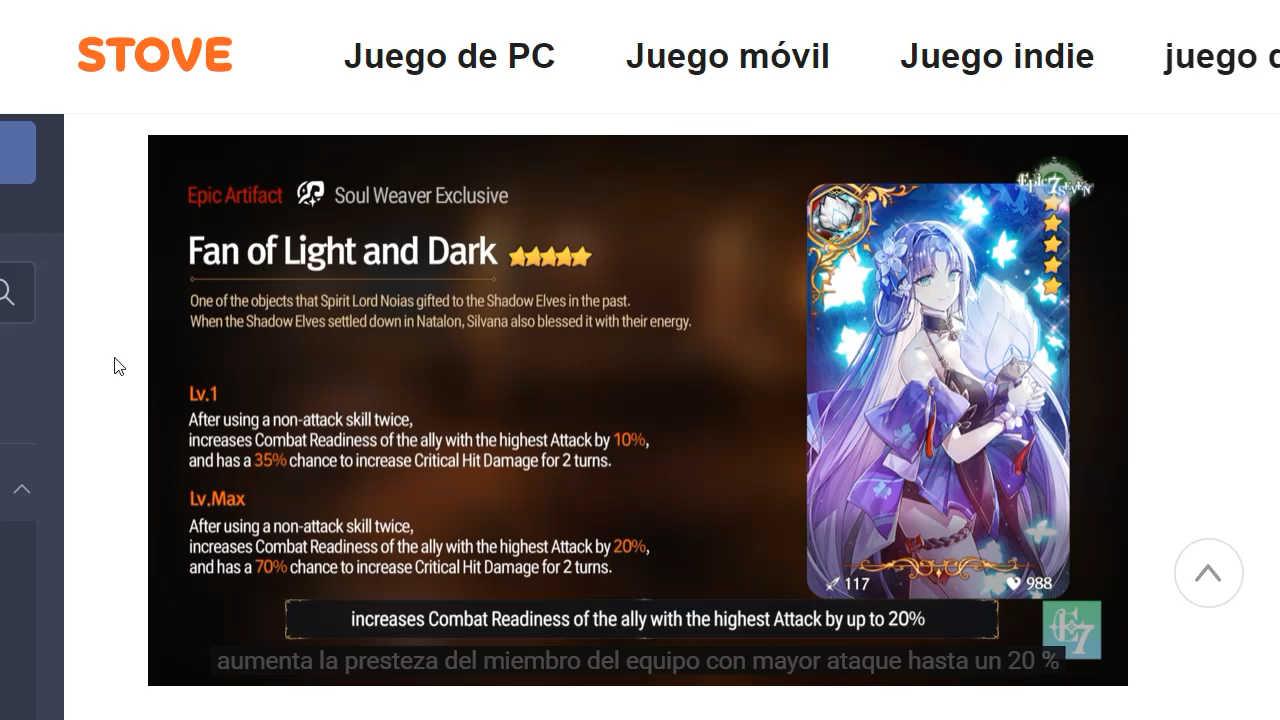 STOVE
Juego de PC
Juego móvil
Juego indie
juego
Epic Artifact
Soul Weaver Exclusive
Epic Seven
Fan of Light and Dark
One of the objects that Spirit Lord Noias gifted to the Shadow Elves in the past.
When the Shadow Elves settled down in Natalon, Silvana also blessed it with their energy.
Lv.1
After using a non-attack skill twice,
increases Combat Readiness of the ally with the highest Attack by 10%,
and has a 35% chance to increase Critical Hit Damage for 2 turns.
Lv.Max
After using a non-attack skill twice,
increases Combat Readiness of the ally with the highest Attack by 20%,
and has a 70% chance to increase Critical Hit Damage for 2 turns.
117
988
increases Combat Readiness of the ally with the highest Attack by up to 20%
E7
aumenta la presteza del miembro del equipo con mayor ataque hasta un 20 %